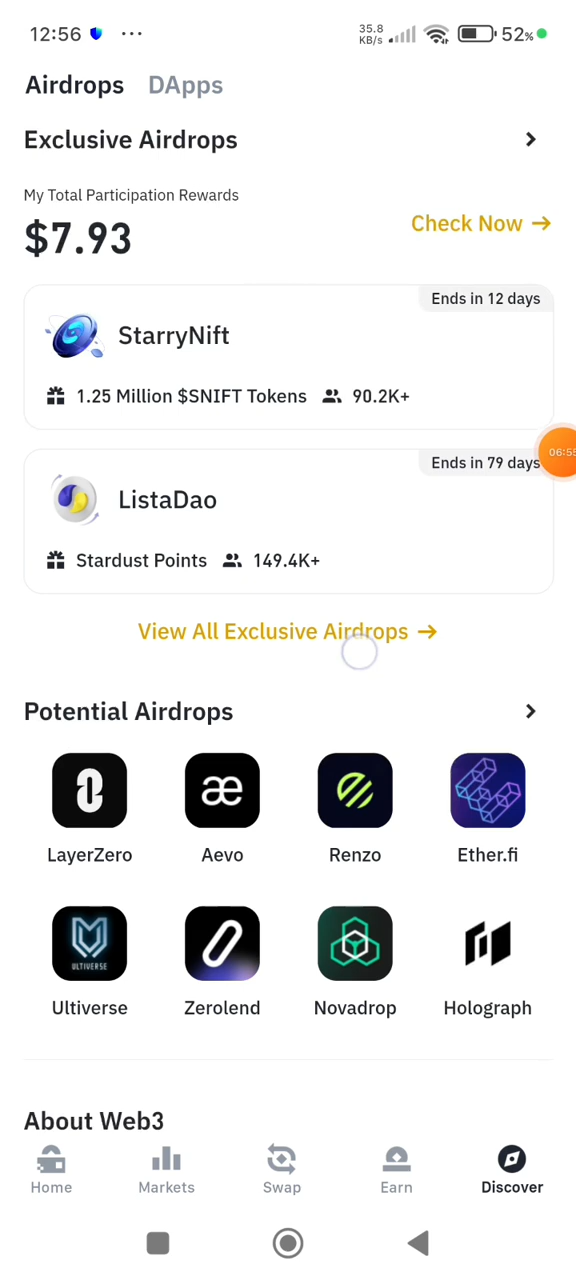 12:56 ... 35.8 KB/s 52%
Airdrops DApps
Exclusive Airdrops
My Total Participation Rewards
$7.93
Check Now →
Ends in 12 days
StarryNift
1.25 Million $SNIFT Tokens 90.2K+
06:55
Ends in 79 days
ListaDao
Stardust Points 149.4K+
View All Exclusive Airdrops →
Potential Airdrops
æ
LayerZero Aevo Renzo Ether.fi
ULTIVERSE
Ultiverse Zerolend Novadrop Holograph
About Web3
Home Markets Swap Earn Discover